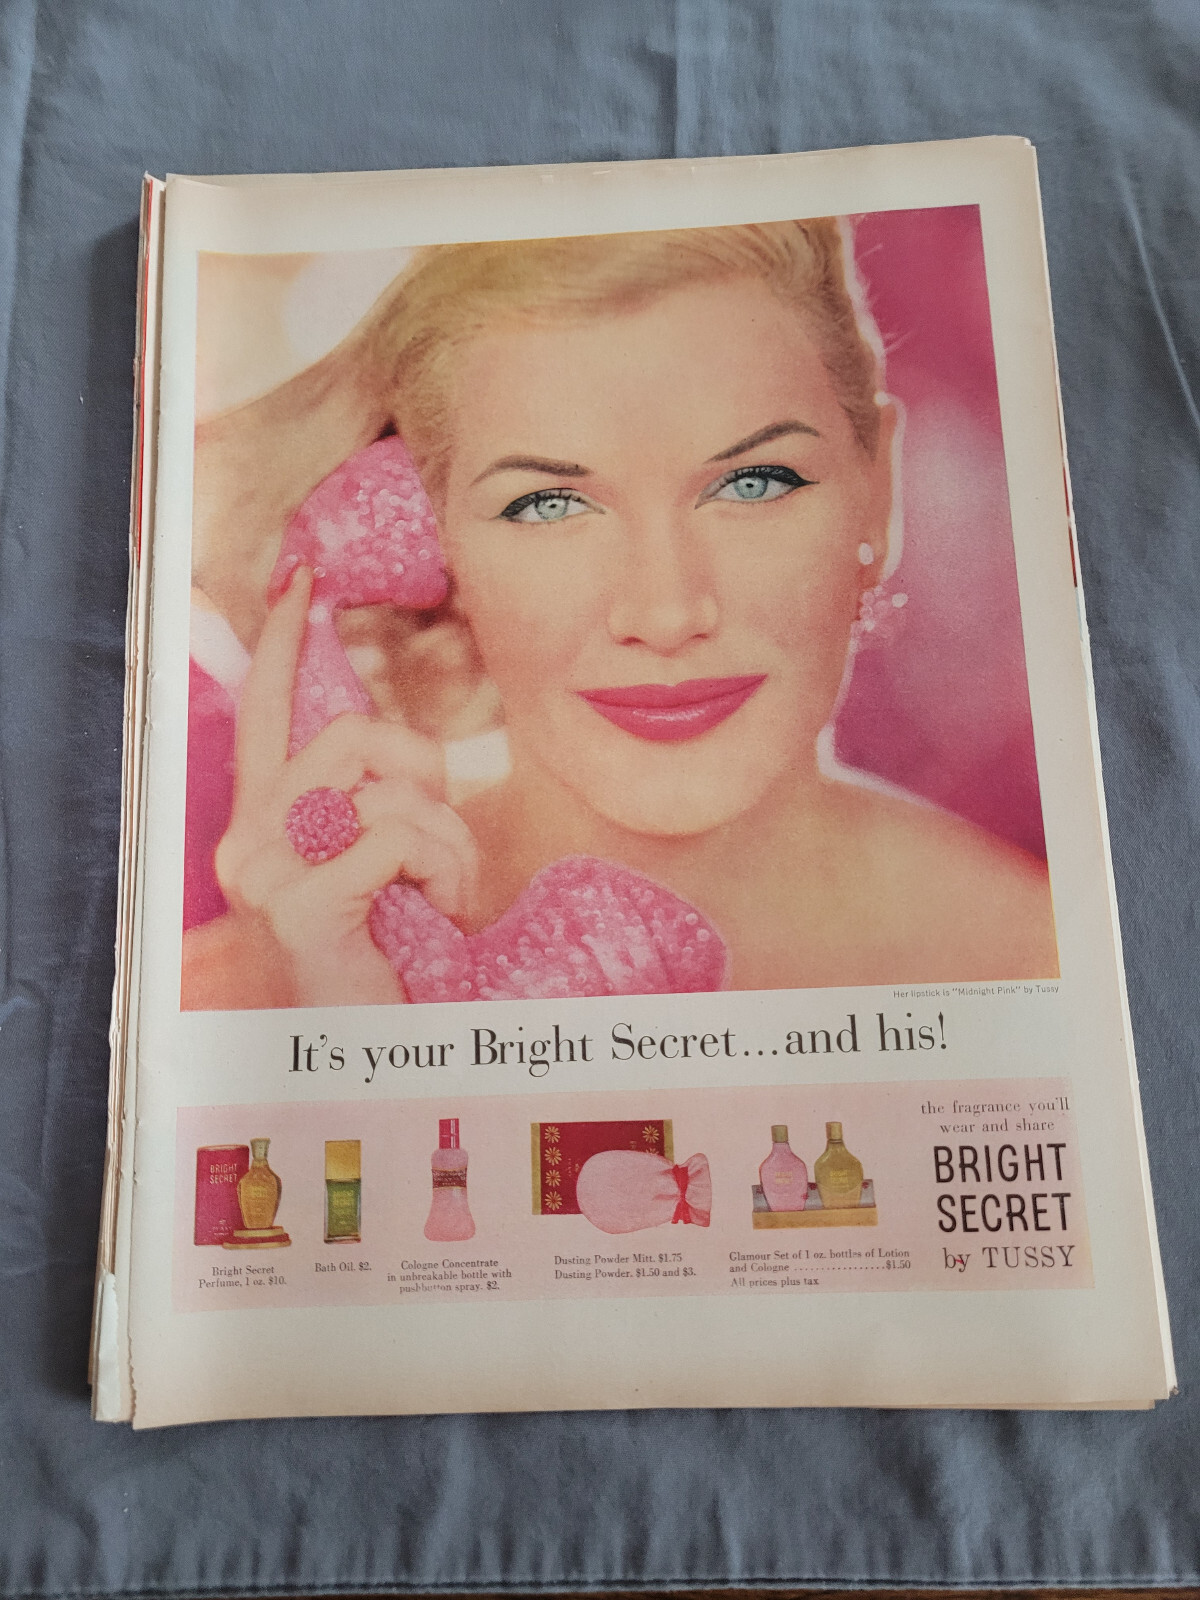 Her lipstick is "Midnight Pink" by Tussy
It's your Bright Secret...and his!
the fragrance you'll
wear and share
BRIGHT
SECRET
by TUSSY
BRIGHT
SECRET
Bright Secret
Perfume, 1 oz. $10.
Bath Oil. $2.
Cologne Concentrate
in unbreakable bottle with
pushbutton spray. $2.
Dusting Powder Mitt. $1.75
Dusting Powder. $1.50 and $3.
Glamour Set of 1 oz. bottles of Lotion
and Cologne .................$1.50
All prices plus tax